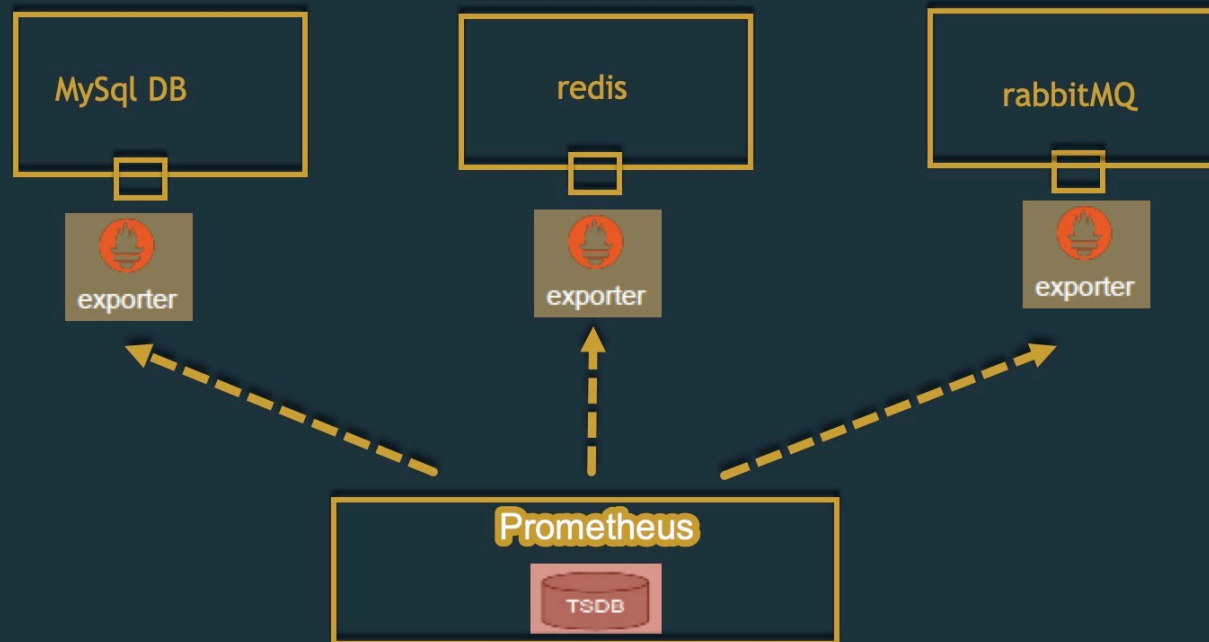 MySql DB
redis
rabbitMQ
exporter
exporter
exporter
Prometheus
TSDB